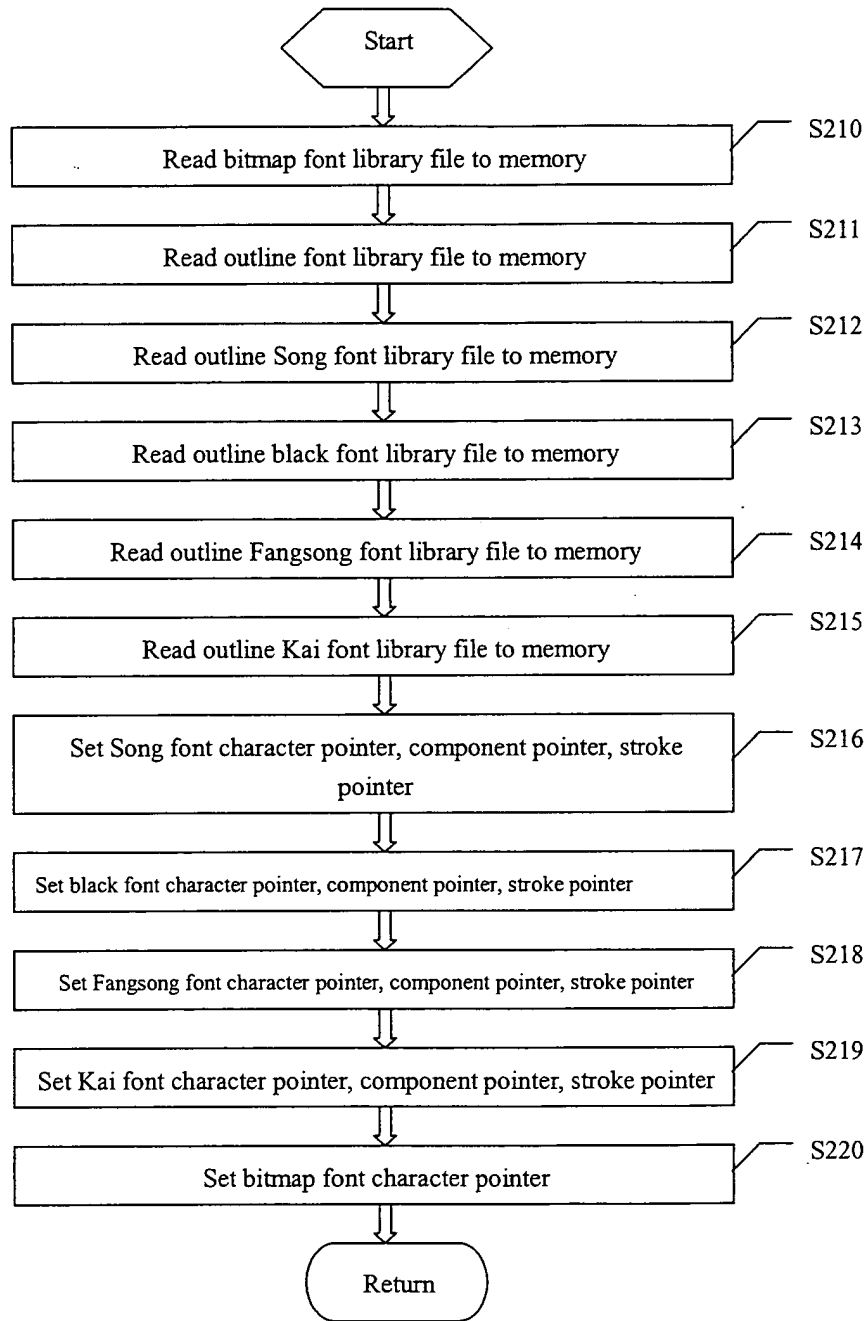 Start
S210
Read bitmap font library file to memory
S211
Read outline font library file to memory
S212
Read outline Song font library file to memory
S213
Read outline black font library file to memory
S214
Read outline Fangsong font library file to memory
S215
Read outline Kai font library file to memory
S216
Set Song font character pointer, component pointer, stroke
pointer
S217
Set black font character pointer, component pointer, stroke pointer
S218
Set Fangsong font character pointer, component pointer, stroke pointer
S219
Set Kai font character pointer, component pointer, stroke pointer
S220
Set bitmap font character pointer
Return